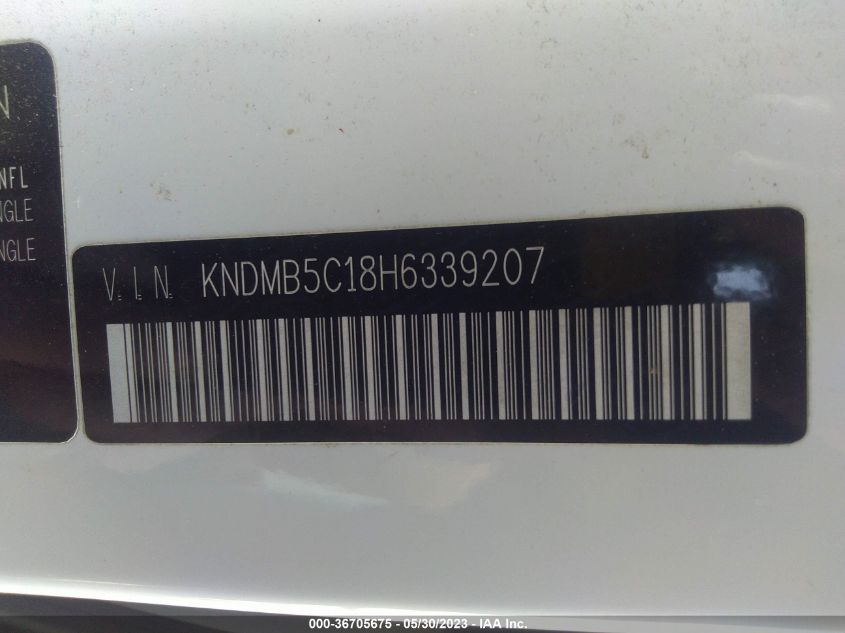 N
NFL
NGLE
NGLE
V.I.N. KNDMB5C18H6339207
000-36705675 - 05/30/2023 - IAA Inc.